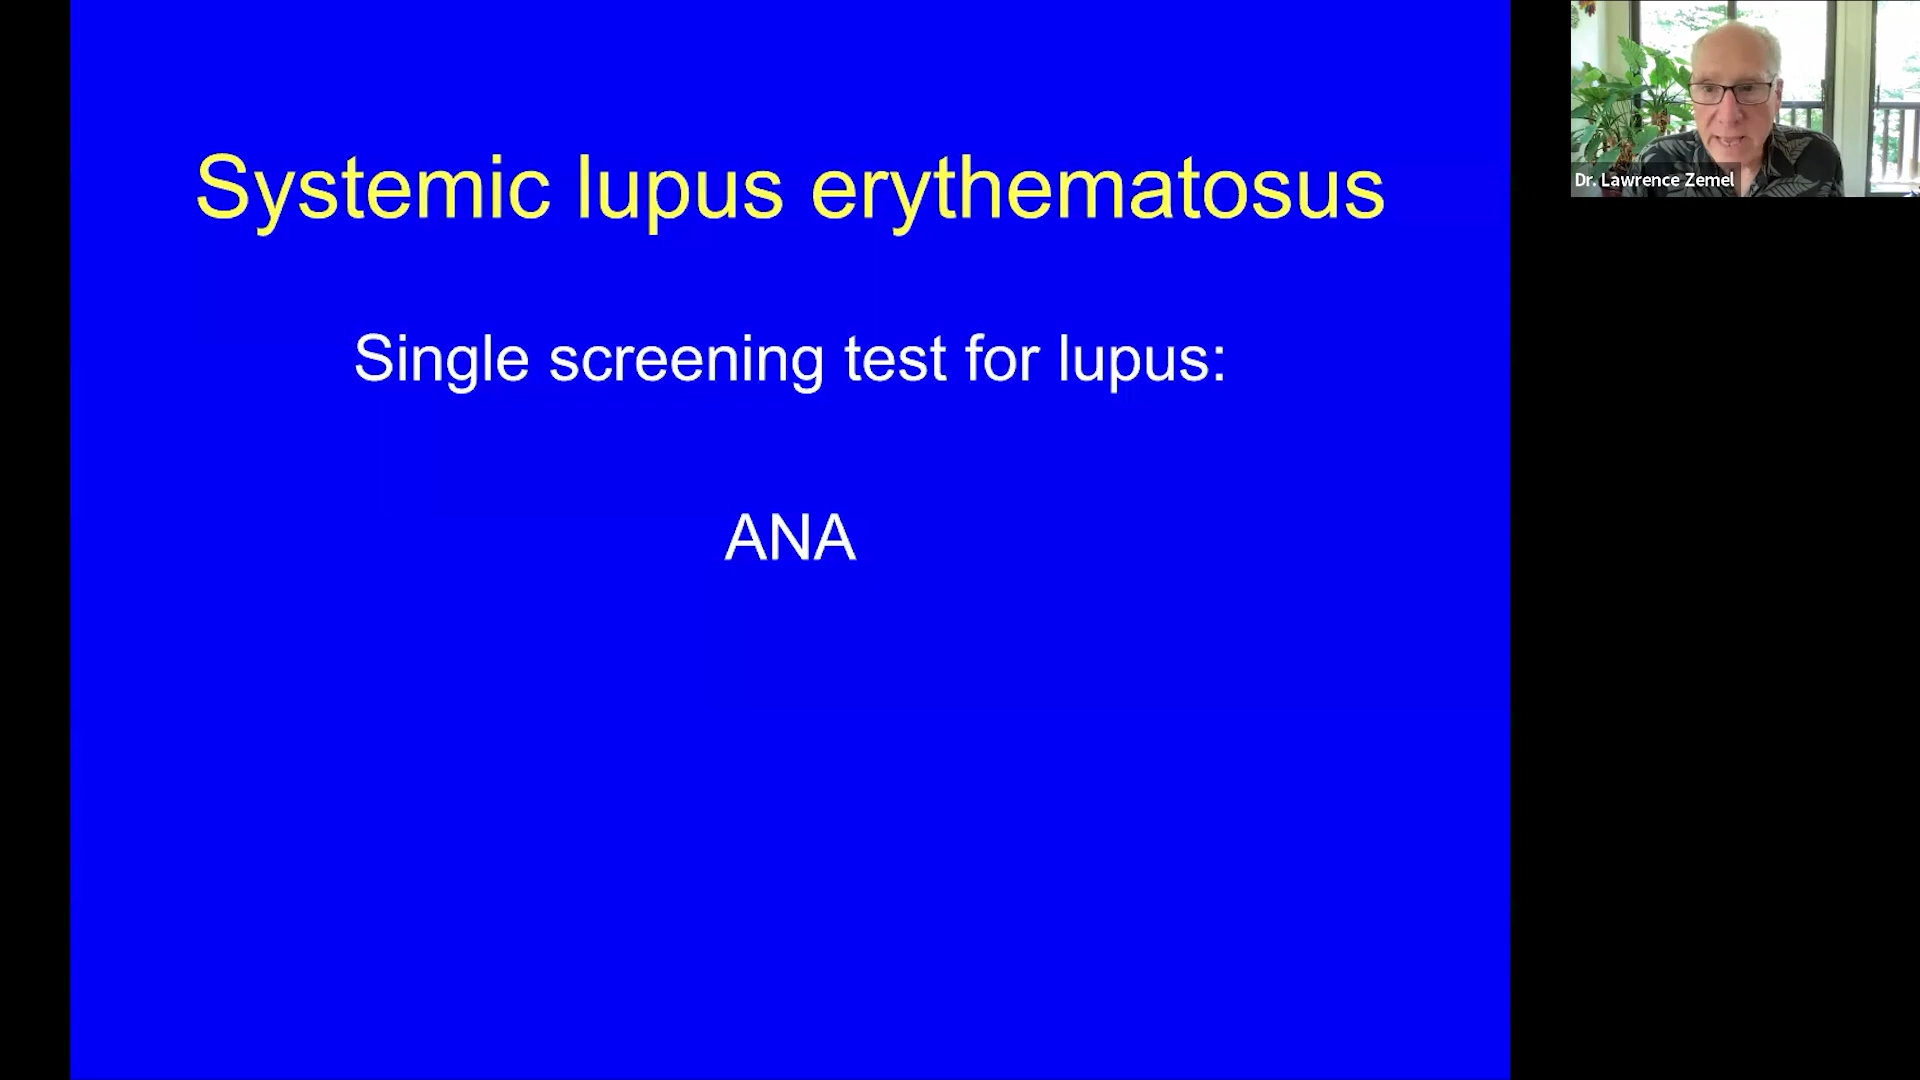 Systemic lupus erythematosus
Single screening test for lupus:
ANA
Dr. Lawrence Zemel